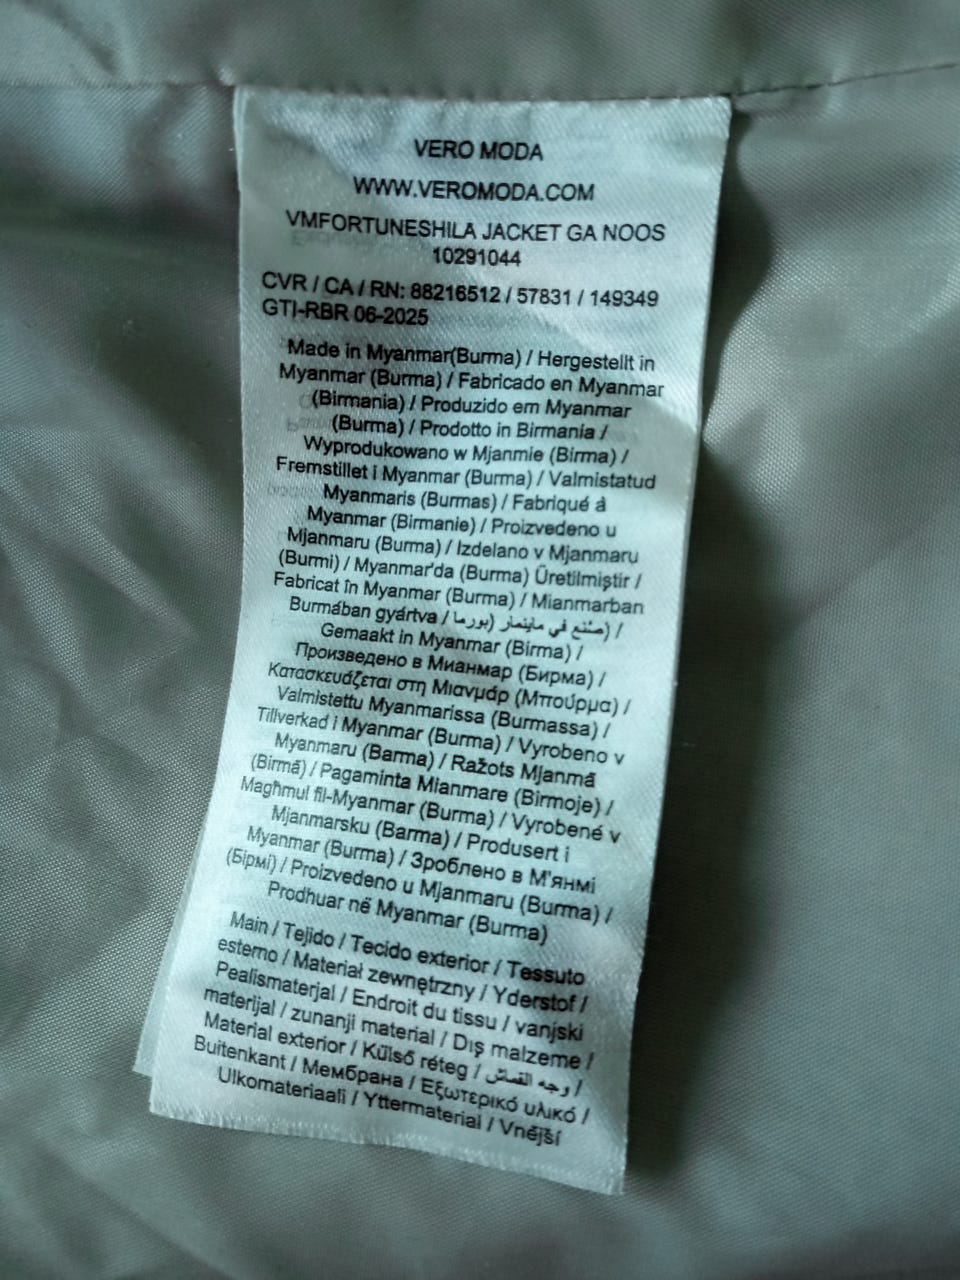 VERO MODA
WWW.VEROMODA.COM
VMFORTUNESHILA JACKET GA NOOS
10291044
CVR / CA / RN: 88216512 / 57831 / 149349
GTI-RBR 06-2025
Made in Myanmar(Burma) / Hergestellt in
Myanmar (Burma) / Fabricado en Myanmar
(Birmania) / Produzido em Myanmar
(Burma) / Prodotto in Birmania /
Wyprodukowano w Mjanmie (Birma) /
Fremstillet i Myanmar (Burma) / Valmistatud
Myanmaris (Burmas) / Fabriqué à
Myanmar (Birmanie) / Proizvedeno u
Mjanmaru (Burma) / Izdelano v Mjanmaru
(Burmi) / Myanmar'da (Burma) Üretilmiştir /
Fabricat în Myanmar (Burma) / Mianmarban
Burmában gyártva / صنع في ماينمار (بورما) /
Gemaakt in Myanmar (Birma) /
Произведено в Мианмар (Бирма) /
Κατασκευάζεται στη Μιανμάρ (Μπούρμα) /
Valmistettu Myanmarissa (Burmassa) /
Tillverkad i Myanmar (Burma) / Vyrobeno v
Myanmaru (Barma) / Ražots Mjanmā
(Birmā) / Pagaminta Mianmare (Birmoje) /
Magħmul fil-Myanmar (Burma) / Vyrobené v
Mjanmarsku (Barma) / Produsert i
Myanmar (Burma) / Зроблено в М'янмі
(Бірмі) / Proizvedeno u Mjanmaru (Burma) /
Prodhuar në Myanmar (Burma)
Main / Tejido / Tecido exterior / Tessuto
esterno / Materiał zewnętrzny / Yderstof /
Pealismaterjal / Endroit du tissu / vanjski
materijal / zunanji material / Dış malzeme /
Material exterior / Külső réteg / وجه القماش /
Buitenkant / Мембрана / Εξωτερικό υλικό /
Ulkomateriaali / Yttermaterial / Vnější